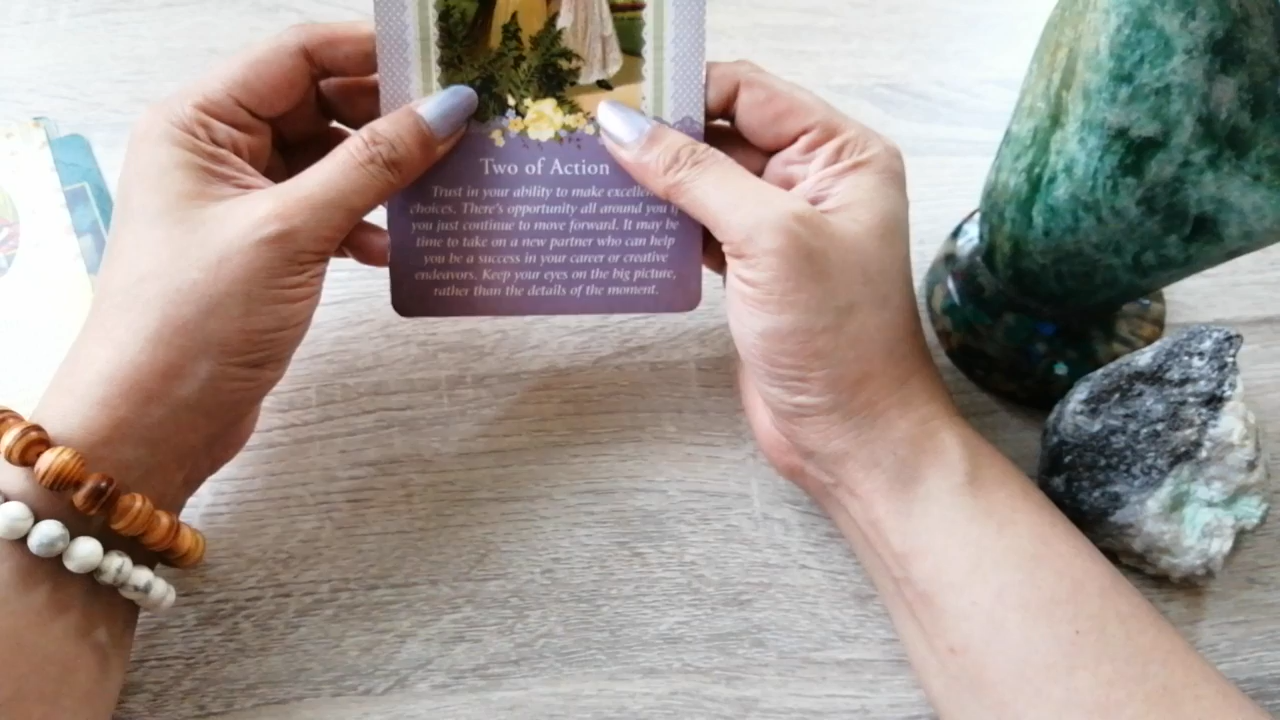 Two of Action
Trust in your ability to make excellent
choices. There's opportunity all around you if
you just continue to move forward. It may be
time to take on a new partner who can help
you be a success in your career or creative
endeavors. Keep your eyes on the big picture,
rather than the details of the moment.